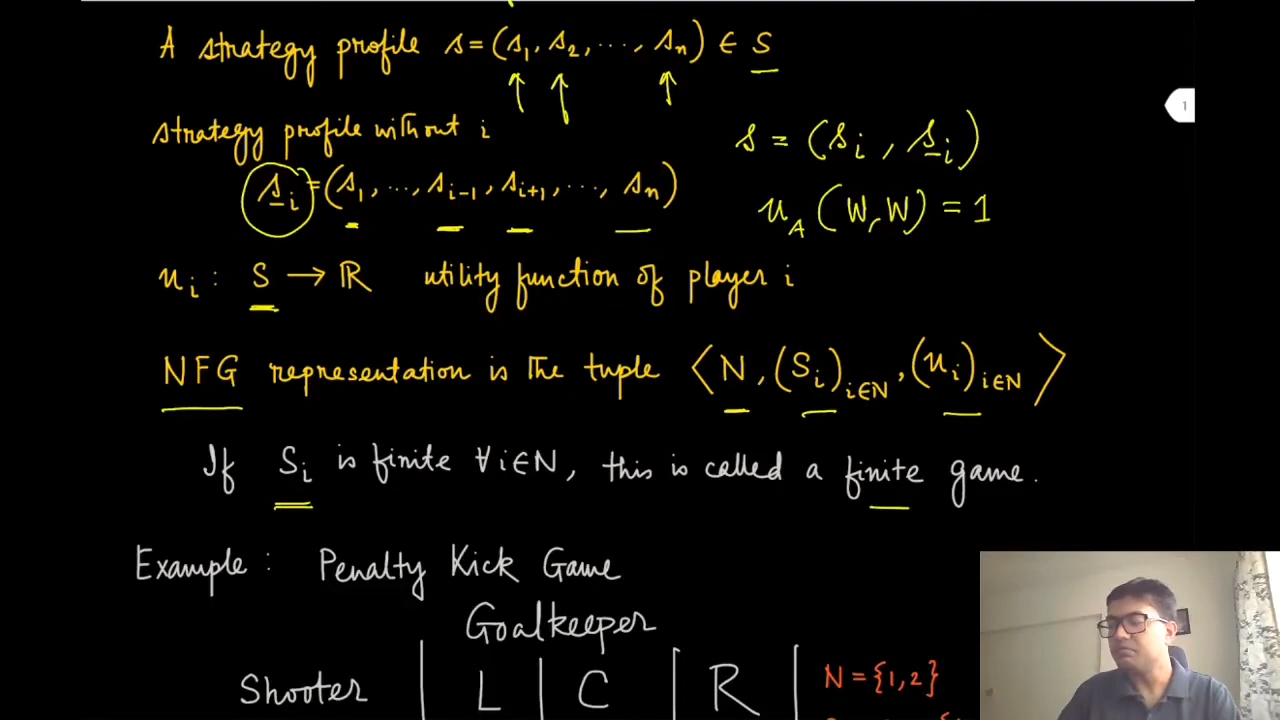 A strategy profile s = (s₁, s₂, ..., sₙ) ∈ S
strategy profile without i
s̲ᵢ = (s₁, ..., sᵢ₋₁, sᵢ₊₁, ..., sₙ)
s = (sᵢ, s̲ᵢ)
u_A (W, W) = 1
uᵢ : S → ℝ utility function of player i
NFG representation is the tuple ⟨N, (Sᵢ)_{i∈N}, (uᵢ)_{i∈N}⟩
If Sᵢ is finite ∀i∈N, this is called a finite game.
Example : Penalty Kick Game
Goalkeeper
Shooter | L | C | R |
N = {1,2}
1